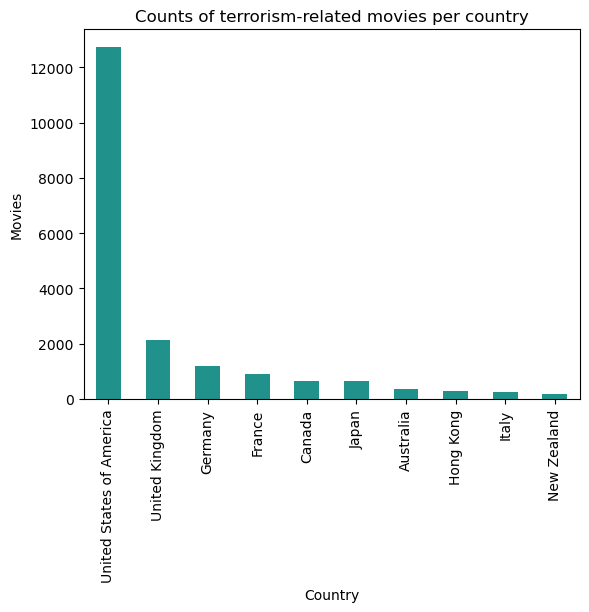 Counts of terrorism-related movies per country
Movies
12000
10000
8000
6000
4000
2000
0
United States of America
United Kingdom
Germany
France
Canada
Japan
Australia
Hong Kong
Italy
New Zealand
Country